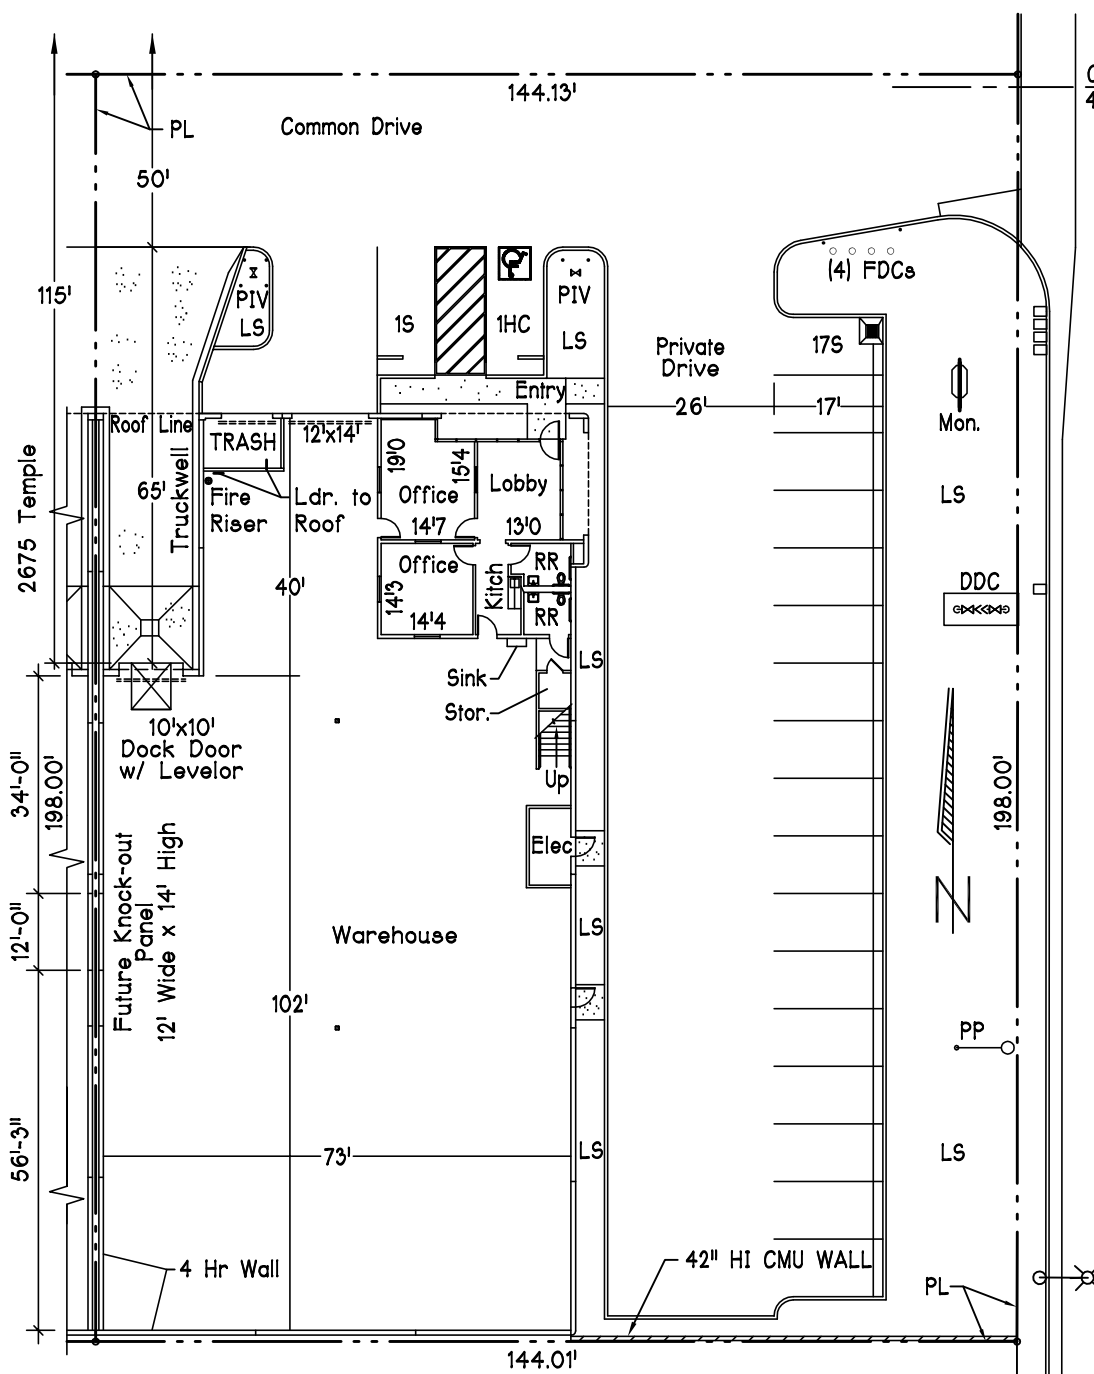 144.13'
C
4
PL
Common Drive
50'
115'
PIV
LS
1S
1HC
PIV
LS
(4) FDCs
17S
Private
Drive
26'
17'
Mon.
LS
Entry
Roof Line
TRASH
12'x14'
2675 Temple
65'
Truckwell
Fire
Riser
Ldr. to
Roof
19'0
15'4
Office
14'7
Lobby
13'0
40'
Office
14'3
14'4
Kitch
RR
RR
DDC
LS
Sink
Stor.
Up
10'x10'
Dock Door
w/ Levelor
34'-0"
198.00'
198.00'
Elec
Future Knock-out
Panel
12' Wide x 14' High
12'-0"
Warehouse
LS
N
102'
PP
56'-3"
73'
LS
LS
4 Hr Wall
42" HI CMU WALL
PL
144.01'